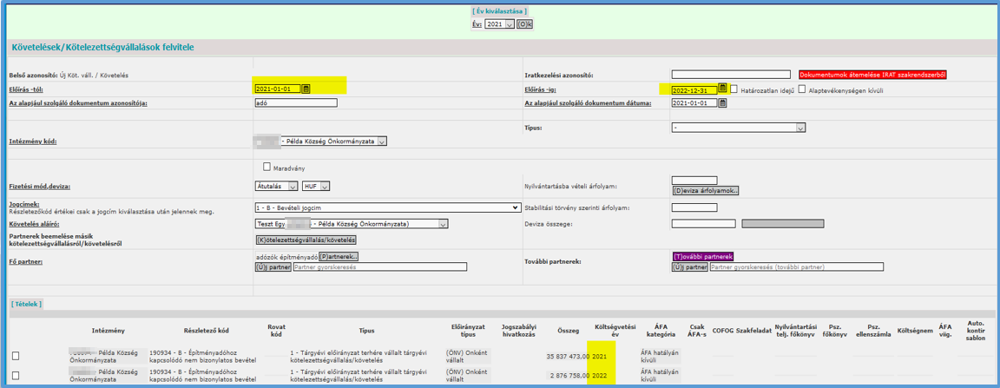 [ Év kiválasztása ]
Év: 2021 (O)k
Követelések/Kötelezettségvállalások felvitele
Belső azonosító: Új Köt. váll. / Követelés
Iratkezelési azonosító: Dokumentumok átemelése IRAT szakrendszerből
Előírás -tól: 2021-01-01
Előírás -ig: 2022-12-31 Határozatlan idejű Alaptevékenységen kívüli
Az alapjául szolgáló dokumentum azonosítója: adó
Az alapjául szolgáló dokumentum dátuma: 2021-01-01
Típus: -
Intézmény kód: - Példa Község Önkormányzata
Maradvány
Fizetési mód,deviza: Átutalás HUF
Nyilvántartásba vételi árfolyam:
(D)eviza árfolyamok..
Jogcímek:
Részletezőkód értékei csak a jogcím kiválasztása után jelennek meg.
1 - B - Bevételi jogcim
Stabilitási törvény szerinti árfolyam:
Követelés aláíró: Teszt Egy - Példa Község Önkormányzata)
Deviza összege:
Partnerek beemelése másik
kötelezettségvállalásról/követelésről
(K)ötelezettségvállalás/követelés
Fő partner:
adózók építményadó (P)artnerek..
(Ú)j partner Partner gyorskeresés
További partnerek:
(T)ovábbi partnerek
(Ú)j partner Partner gyorskeresés (további partner)
[ Tételek ]
Intézmény Részletező kód Rovat kód Típus Előirányzat típus Jogszabályi hivatkozás Összeg Költségvetési év ÁFA kategória Csak ÁFA-s COFOG Szakfeladat Nyilvántartási telj. főkönyv Psz. főkönyv Psz. ellenszámla Költségnem ÁFA viig. Auto. kontír sablon
- Példa Község Önkormányzata 190934 - B - Építményadóhoz kapcsolódó nem bizonylatos bevétel 1 - Tárgyévi előirányzat terhére vállalt tárgyévi kötelezettségvállalás/követelés (ÖNV) Önként vállalt 35 837 473,00 2021 ÁFA hatályán kívüli
- Példa Község Önkormányzata 190934 - B - Építményadóhoz kapcsolódó nem bizonylatos bevétel 1 - Tárgyévi előirányzat terhére vállalt tárgyévi kötelezettségvállalás/követelés (ÖNV) Önként vállalt 2 876 758,00 2022 ÁFA hatályán kívüli